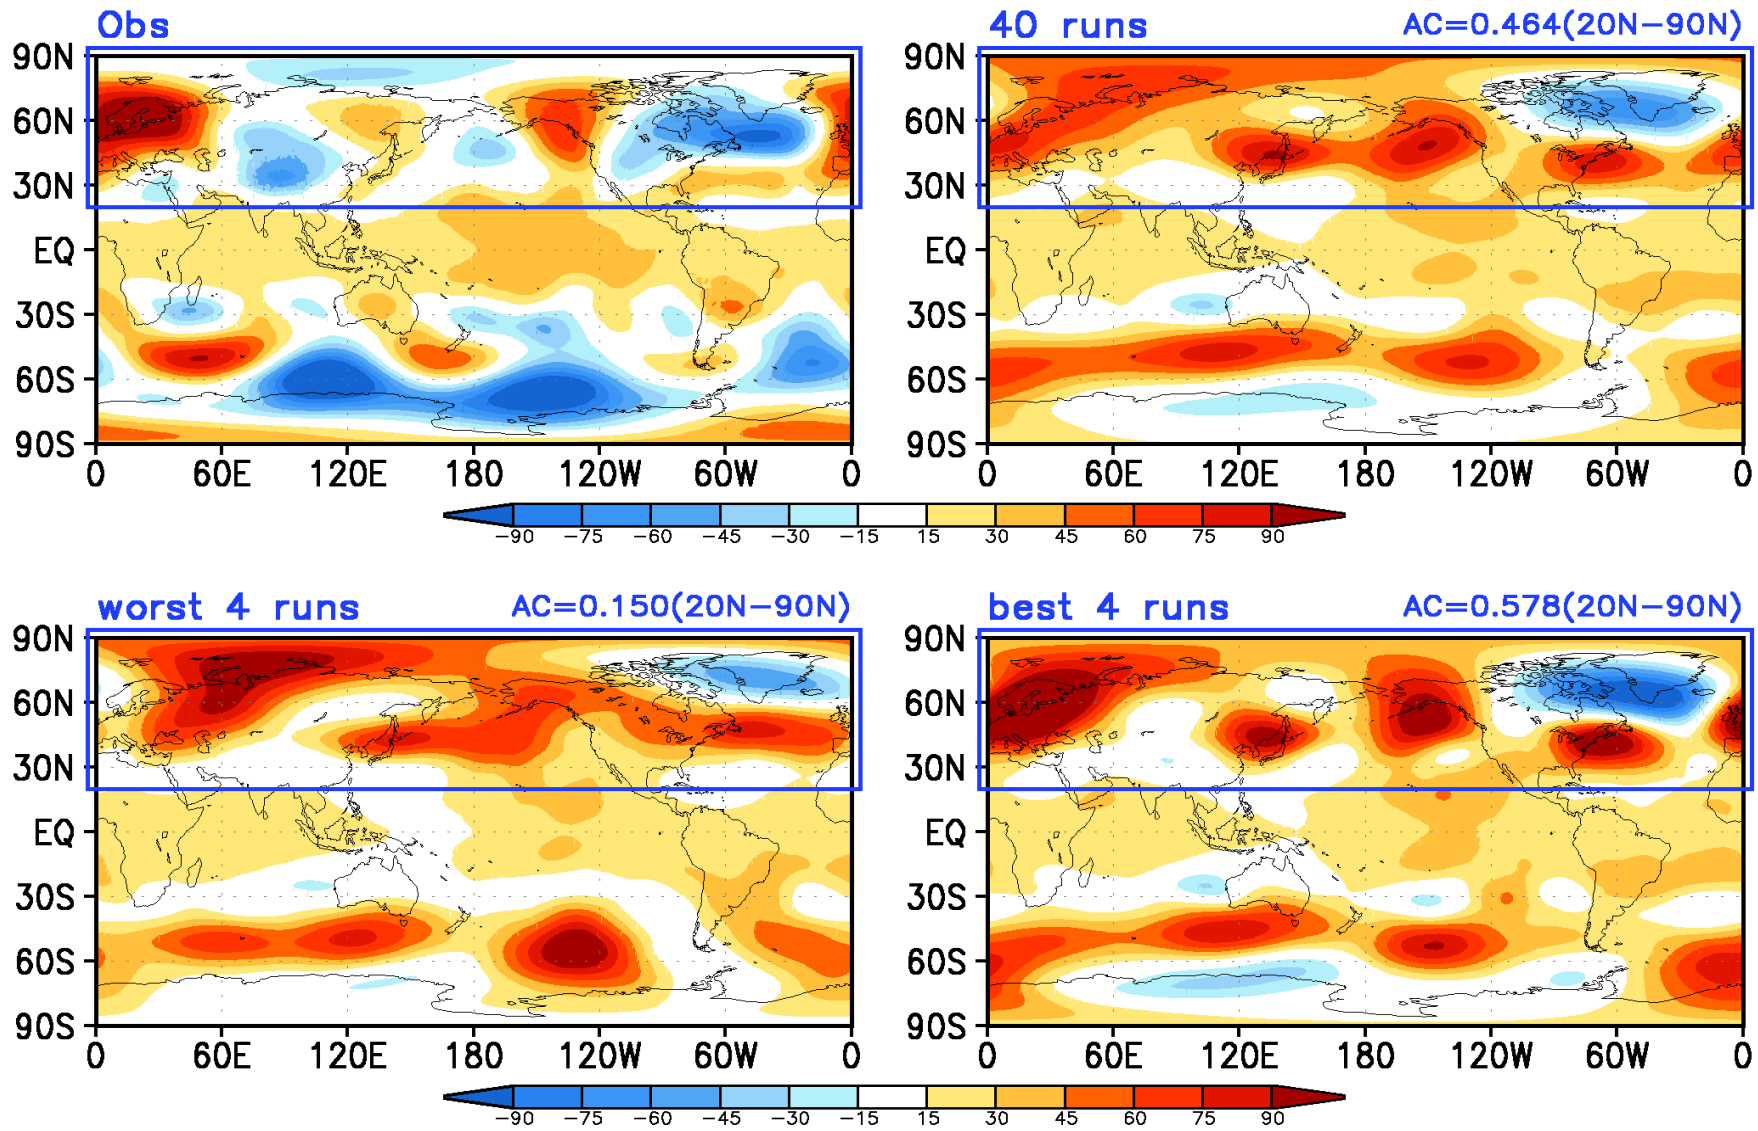 Obs
40 runs AC=0.464(20N−90N)
90N
60N
30N
EQ
30S
60S
90S
0 60E 120E 180 120W 60W 0
90N
60N
30N
EQ
30S
60S
90S
0 60E 120E 180 120W 60W 0
−90 −75 −60 −45 −30 −15 15 30 45 60 75 90
worst 4 runs AC=0.150(20N−90N)
best 4 runs AC=0.578(20N−90N)
90N
60N
30N
EQ
30S
60S
90S
0 60E 120E 180 120W 60W 0
90N
60N
30N
EQ
30S
60S
90S
0 60E 120E 180 120W 60W 0
−90 −75 −60 −45 −30 −15 15 30 45 60 75 90